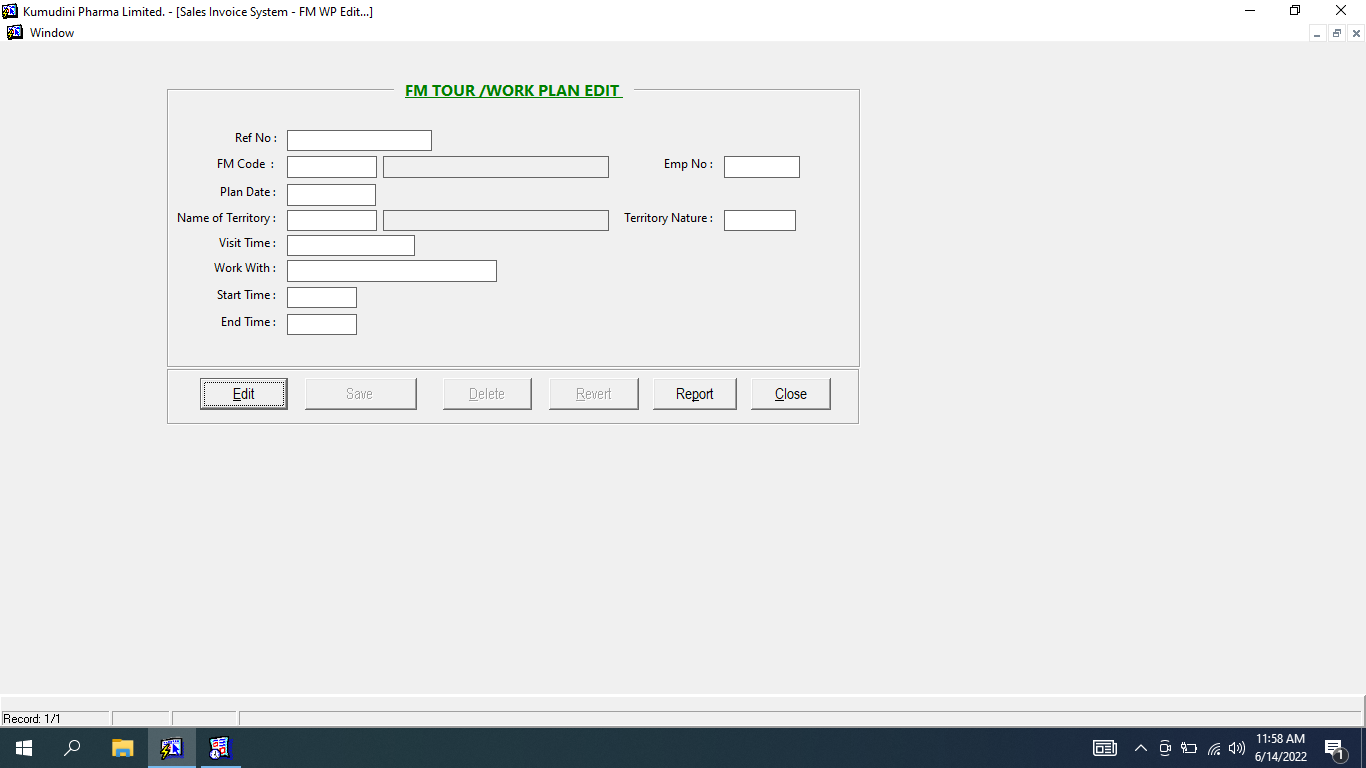 Kumudini Pharma Limited. - [Sales Invoice System - FM WP Edit...]
Window
FM TOUR /WORK PLAN EDIT
Ref No :
FM Code :
Emp No :
Plan Date :
Name of Territory :
Territory Nature :
Visit Time :
Work With :
Start Time :
End Time :
Edit Save Delete Revert Report Close
Record: 1/1
11:58 AM
6/14/2022
1